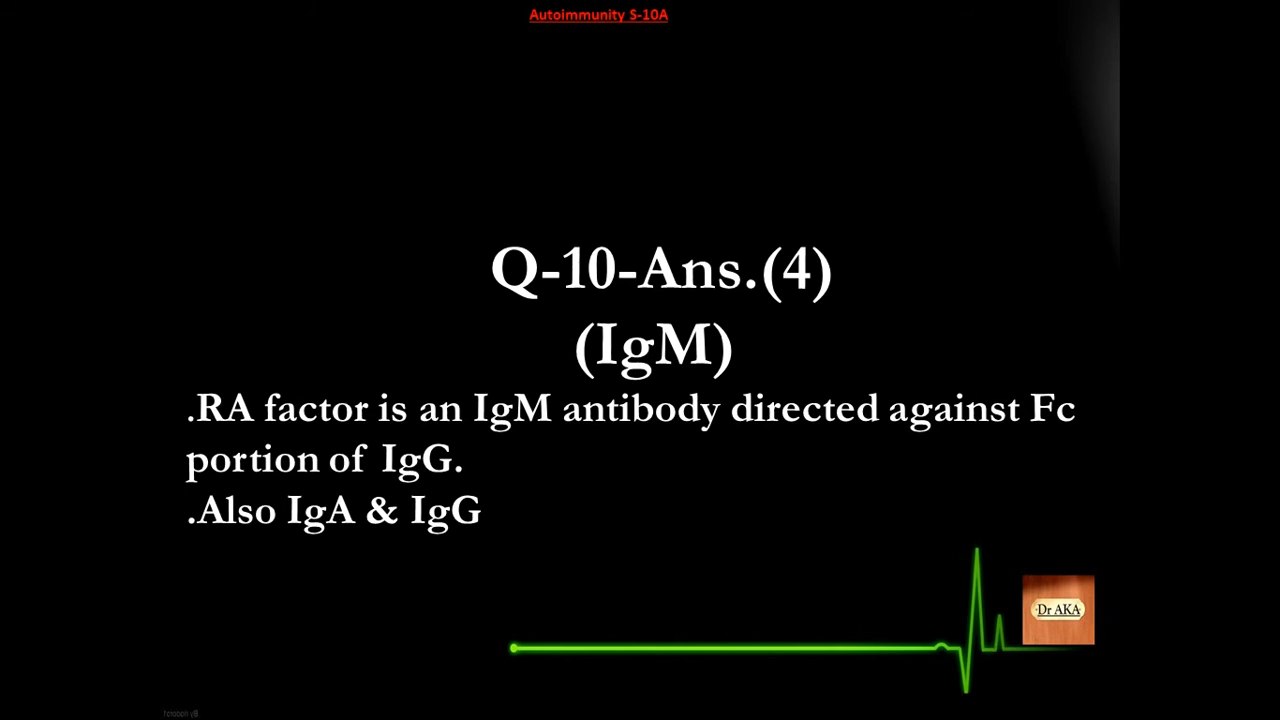 Autoimmunity S-10A
Q-10-Ans.(4)
(IgM)
.RA factor is an IgM antibody directed against Fc
portion of IgG.
.Also IgA & IgG
Dr AKA